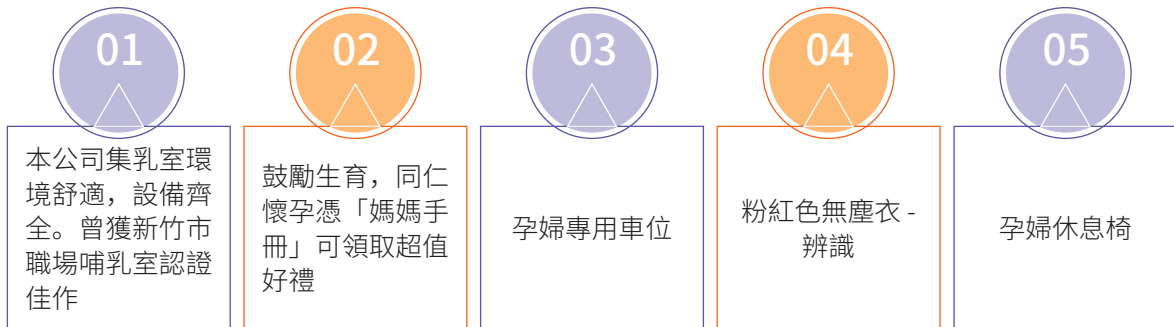 01
本公司集乳室環
境舒適，設備齊
全。曾獲新竹市
職場哺乳室認證
佳作
02
鼓勵生育，同仁
懷孕憑「媽媽手
冊」可領取超值
好禮
03
孕婦專用車位
04
粉紅色無塵衣 -
辨識
05
孕婦休息椅